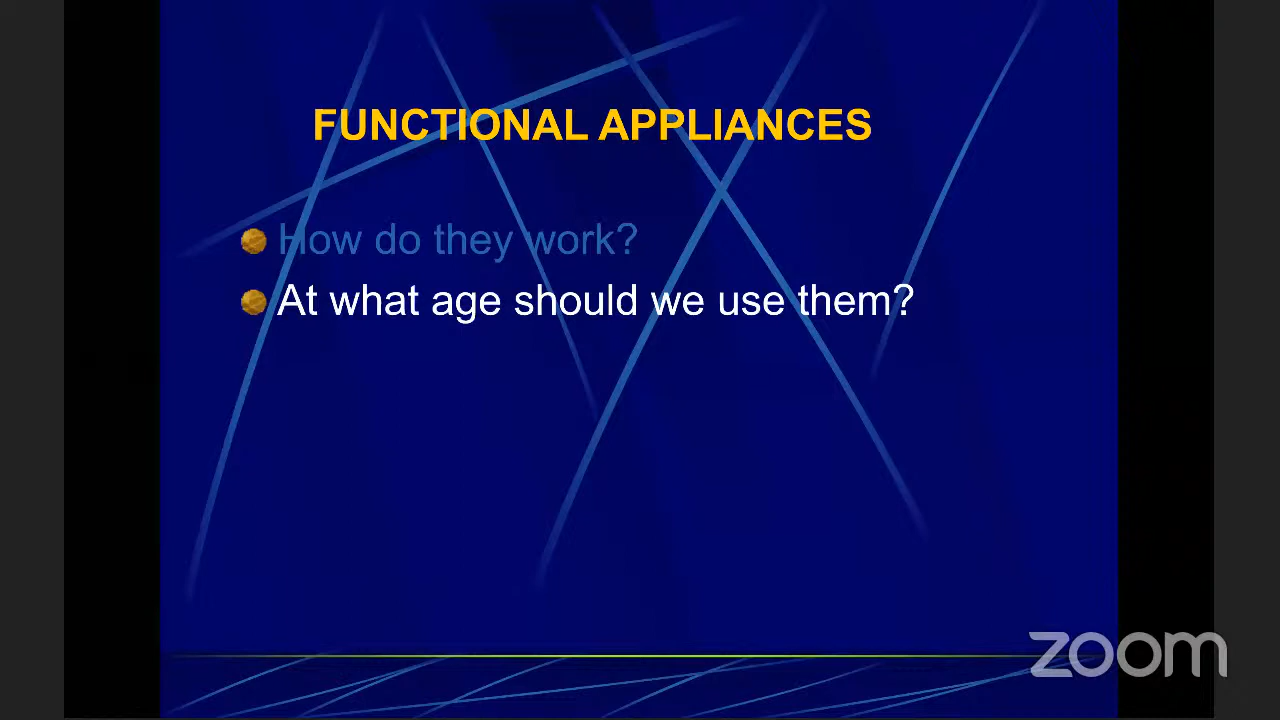 FUNCTIONAL APPLIANCES
How do they work?
At what age should we use them?
zoom